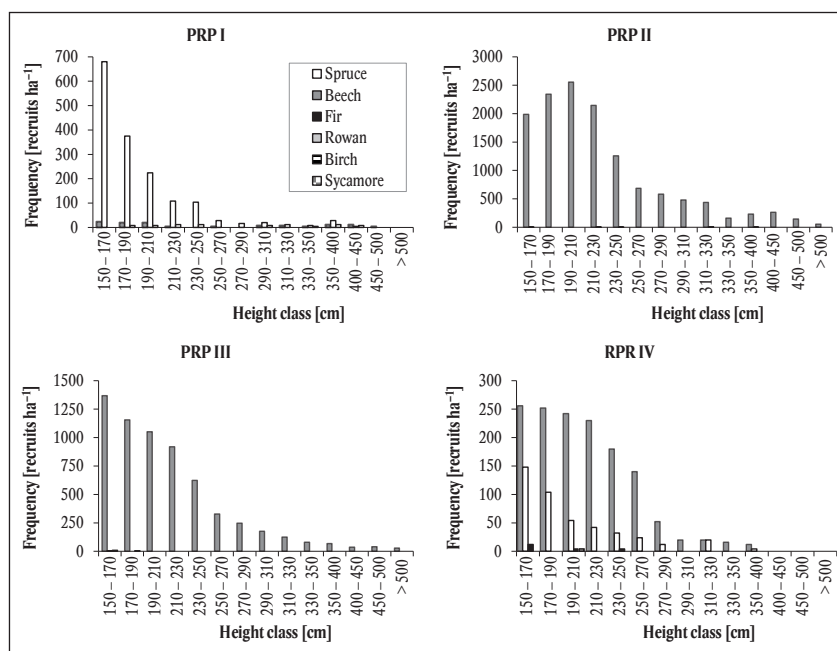 PRP I
Frequency [recruits ha⁻¹]
700
600
500
400
300
200
100
0
Spruce
Beech
Fir
Rowan
Birch
Sycamore
150 – 170
170 – 190
190 – 210
210 – 230
230 – 250
250 – 270
270 – 290
290 – 310
310 – 330
330 – 350
350 – 400
400 – 450
450 – 500
> 500
Height class [cm]
PRP II
Frequency [recruits ha⁻¹]
3000
2500
2000
1500
1000
500
0
150 – 170
170 – 190
190 – 210
210 – 230
230 – 250
250 – 270
270 – 290
290 – 310
310 – 330
330 – 350
350 – 400
400 – 450
450 – 500
> 500
Height class [cm]
PRP III
Frequency [recruits ha⁻¹]
1500
1250
1000
750
500
250
0
150 – 170
170 – 190
190 – 210
210 – 230
230 – 250
250 – 270
270 – 290
290 – 310
310 – 330
330 – 350
350 – 400
400 – 450
450 – 500
> 500
Height class [cm]
RPR IV
Frequency [recruits ha⁻¹]
300
250
200
150
100
50
0
150 – 170
170 – 190
190 – 210
210 – 230
230 – 250
250 – 270
270 – 290
290 – 310
310 – 330
330 – 350
350 – 400
400 – 450
450 – 500
> 500
Height class [cm]